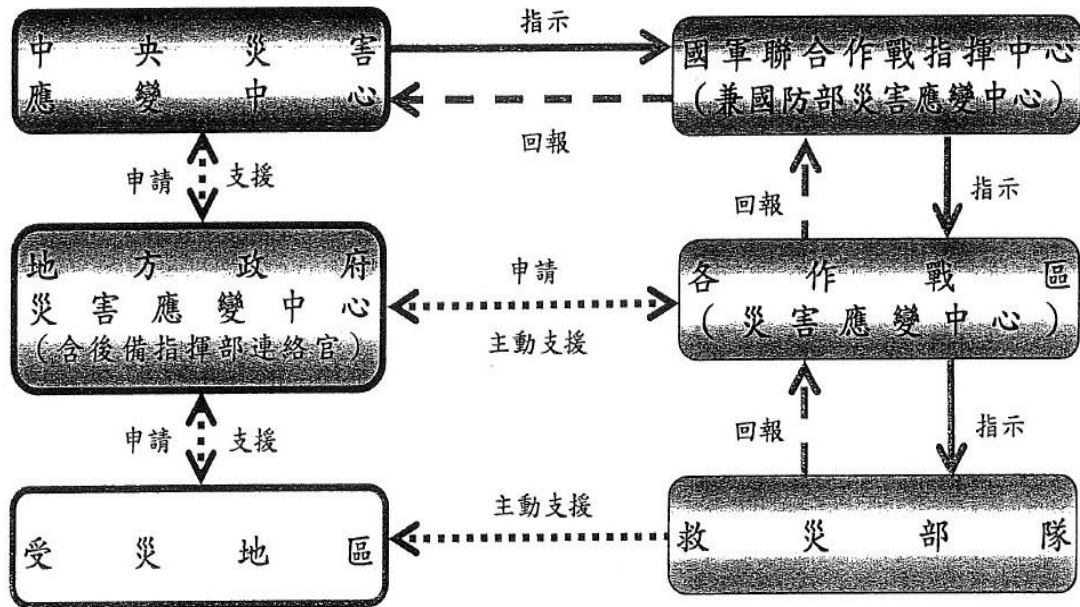 中央災害
應變中心
指示
回報
國軍聯合作戰指揮中心
(兼國防部災害應變中心)
申請 支援
回報
指示
地方政府
災害應變中心
(含後備指揮部連絡官)
申請
主動支援
各作戰區
(災害應變中心)
申請 支援
回報
指示
受災地區
主動支援
救災部隊